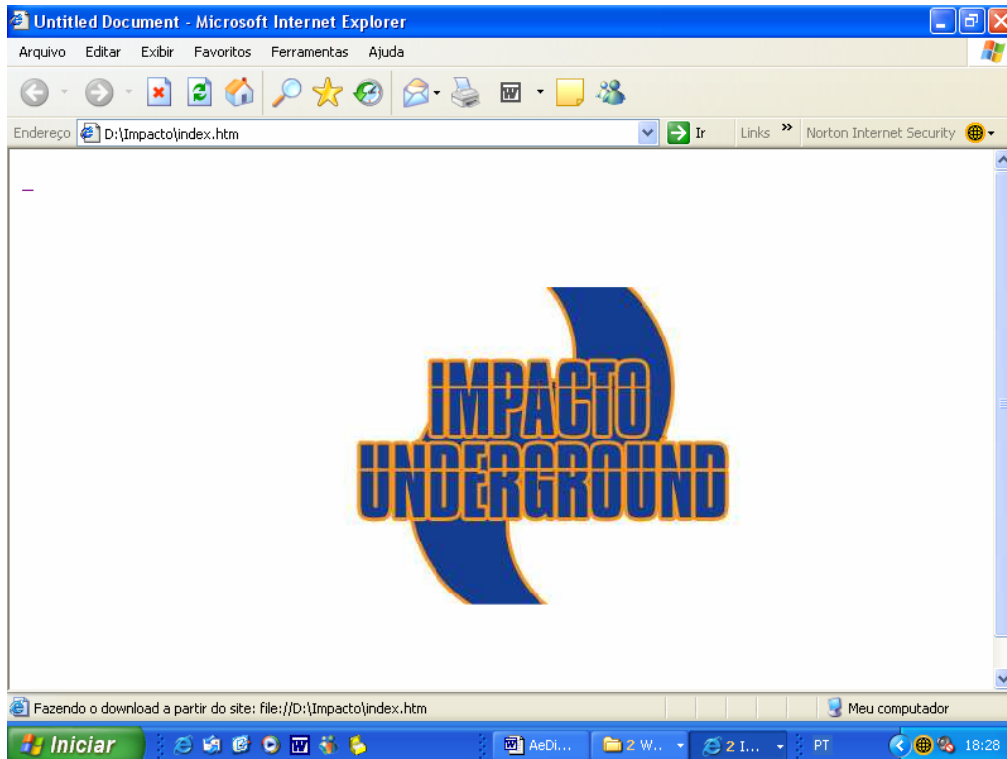 Untitled Document - Microsoft Internet Explorer
Arquivo Editar Exibir Favoritos Ferramentas Ajuda
Endereço D:\Impacto\index.htm Ir Links » Norton Internet Security
IMPACTO
UNDERGROUND
Fazendo o download a partir do site: file://D:\Impacto\index.htm Meu computador
Iniciar AeDi... 2 W.. 2 I... PT 18:28